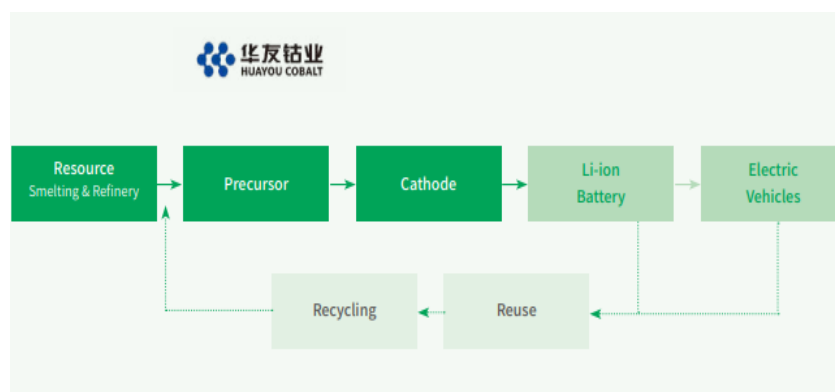 华友钴业
HUAYOU COBALT
Resource
Smelting & Refinery
Precursor
Cathode
Li-ion
Battery
Electric
Vehicles
Recycling
Reuse